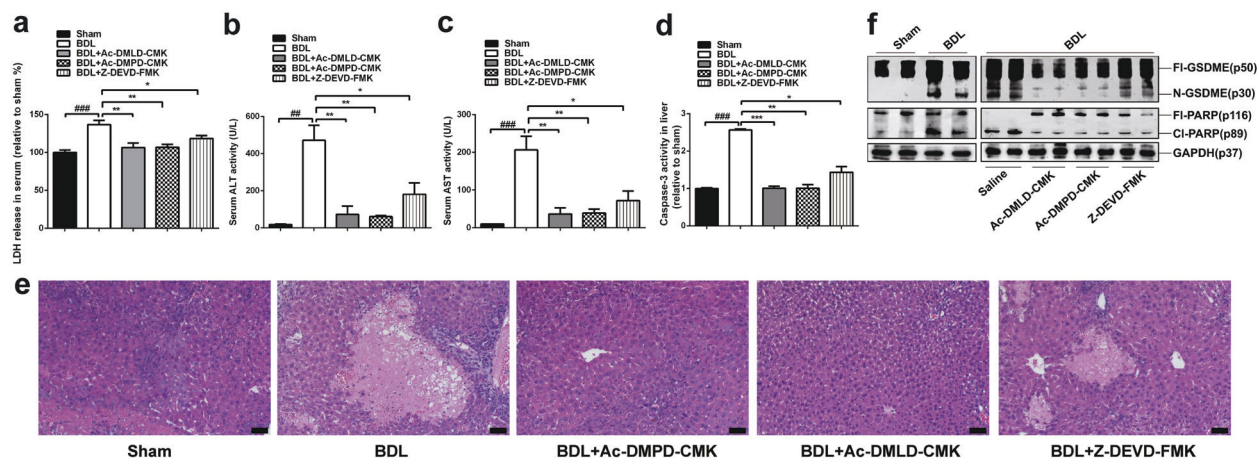 a
Sham
BDL
BDL+Ac-DMLD-CMK
BDL+Ac-DMPD-CMK
BDL+Z-DEVD-FMK
LDH release in serum (relative to sham %)
150
100
50
0
###
**
**
*
b
Sham
BDL
BDL+Ac-DMLD-CMK
BDL+Ac-DMPD-CMK
BDL+Z-DEVD-FMK
Serum ALT activity (U/L)
600
400
200
0
##
**
**
*
c
Sham
BDL
BDL+Ac-DMLD-CMK
BDL+Ac-DMPD-CMK
BDL+Z-DEVD-FMK
Serum AST activity (U/L)
300
200
100
0
###
**
**
*
d
Sham
BDL
BDL+Ac-DMLD-CMK
BDL+Ac-DMPD-CMK
BDL+Z-DEVD-FMK
Caspase-3 activity in liver
(relative to sham)
3
2
1
0
###
***
**
*
f
Sham
BDL
BDL
Fl-GSDME(p50)
N-GSDME(p30)
Fl-PARP(p116)
Cl-PARP(p89)
GAPDH(p37)
Saline
Ac-DMLD-CMK
Ac-DMPD-CMK
Z-DEVD-FMK
e
Sham
BDL
BDL+Ac-DMPD-CMK
BDL+Ac-DMLD-CMK
BDL+Z-DEVD-FMK